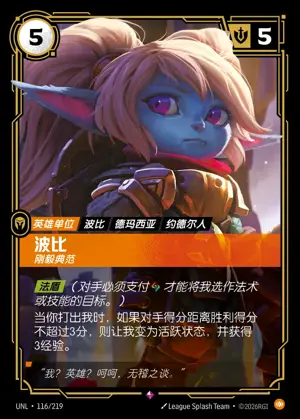 5
5
英雄单位 波比 德玛西亚 约德尔人
波比
刚毅典范
法盾 （对手必须支付才能将我选作法术
或技能的目标。）
当你打出我时，如果对手得分距离胜利得分
不超过3分，则让我变为活跃状态，并获得
3经验。
“我？英雄？呵呵，无稽之谈。”
UNL • 116/219
League Splash Team • ©2026RGI